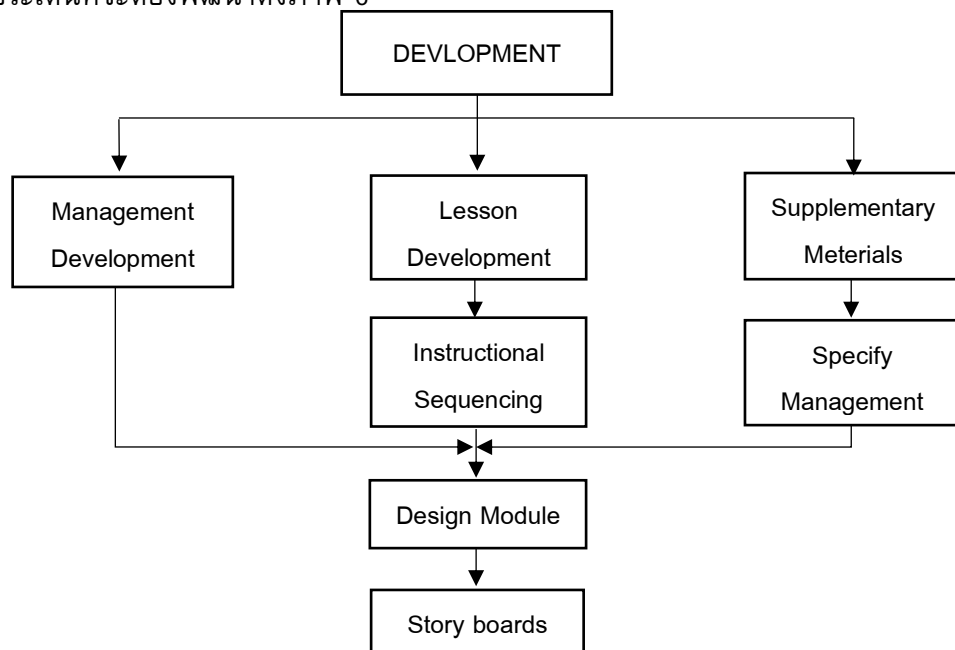 DEVLOPMENT
Management
Development
Lesson
Development
Supplementary
Meterials
Instructional
Sequencing
Specify
Management
Design Module
Story boards